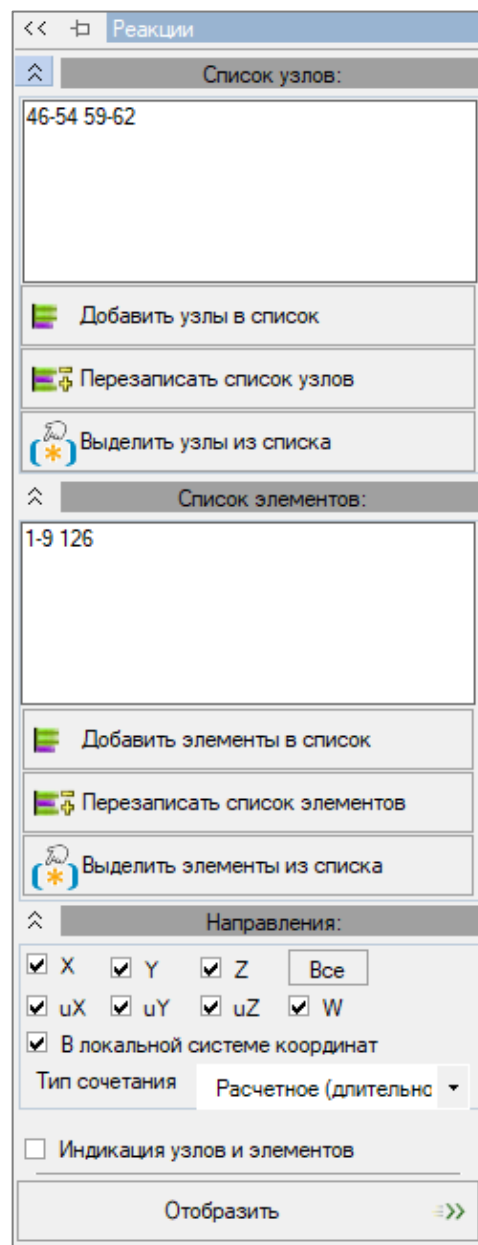 << Реакции
Список узлов:
46-54 59-62
Добавить узлы в список
Перезаписать список узлов
Выделить узлы из списка
Список элементов:
1-9 126
Добавить элементы в список
Перезаписать список элементов
Выделить элементы из списка
Направления:
X Y Z Все
uX uY uZ W
В локальной системе координат
Тип сочетания Расчетное (длительно
Индикация узлов и элементов
Отобразить